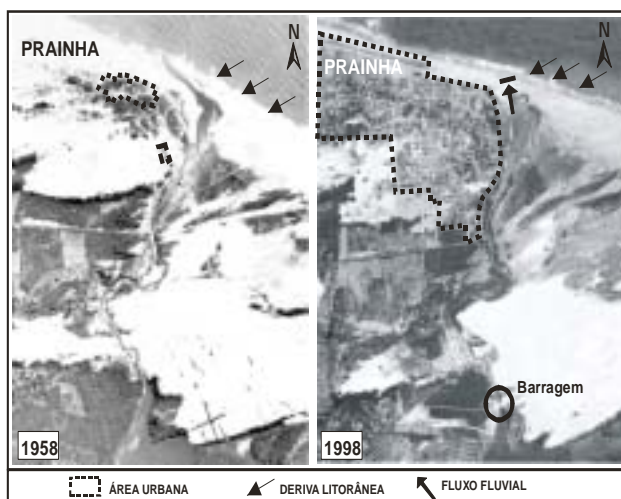 PRAINHA
N
1958
PRAINHA
N
Barragem
1998
ÁREA URBANA
DERIVA LITORÂNEA
FLUXO FLUVIAL